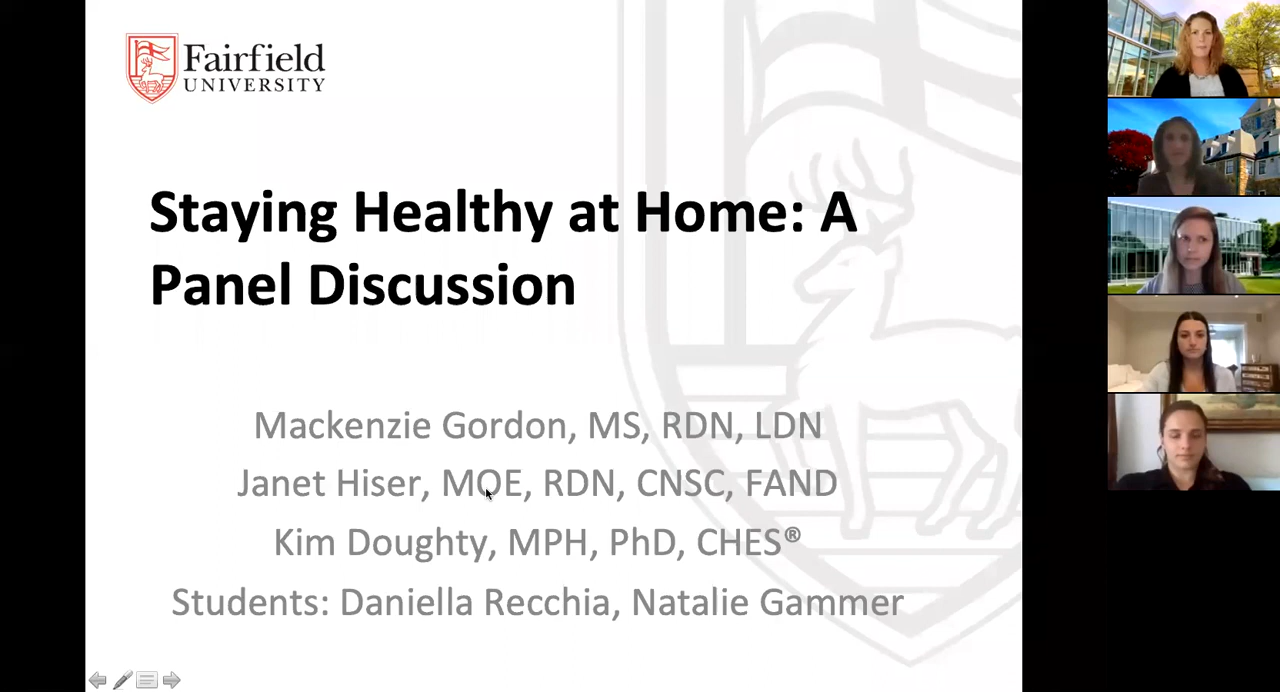 Fairfield
UNIVERSITY
Staying Healthy at Home: A
Panel Discussion
Mackenzie Gordon, MS, RDN, LDN
Janet Hiser, MQE, RDN, CNSC, FAND
Kim Doughty, MPH, PhD, CHES®
Students: Daniella Recchia, Natalie Gammer